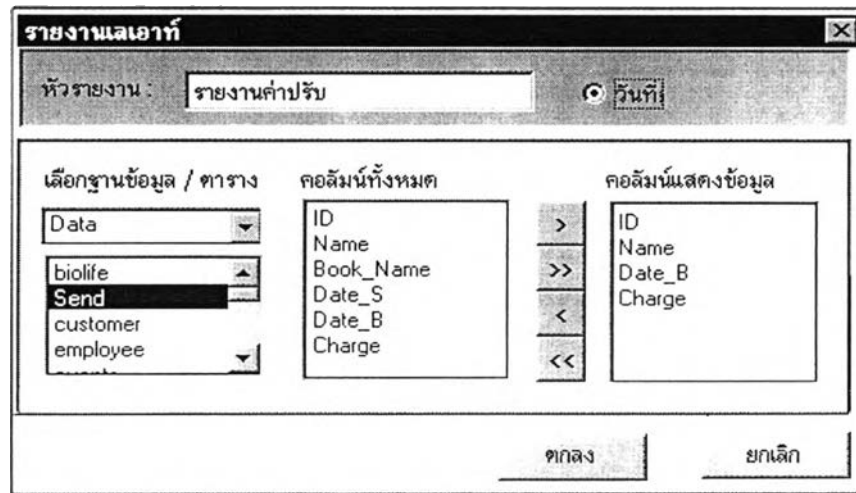 รายงานเลเอาท์
หัวรายงาน : รายงานค่าปรับ วันที่
เลือกฐานข้อมูล / ตาราง
Data
biolife
Send
customer
employee
คอลัมน์ทั้งหมด
ID
Name
Book_Name
Date_S
Date_B
Charge
>
>>
<
<<
คอลัมน์แสดงข้อมูล
ID
Name
Date_B
Charge
ตกลง
ยกเลิก